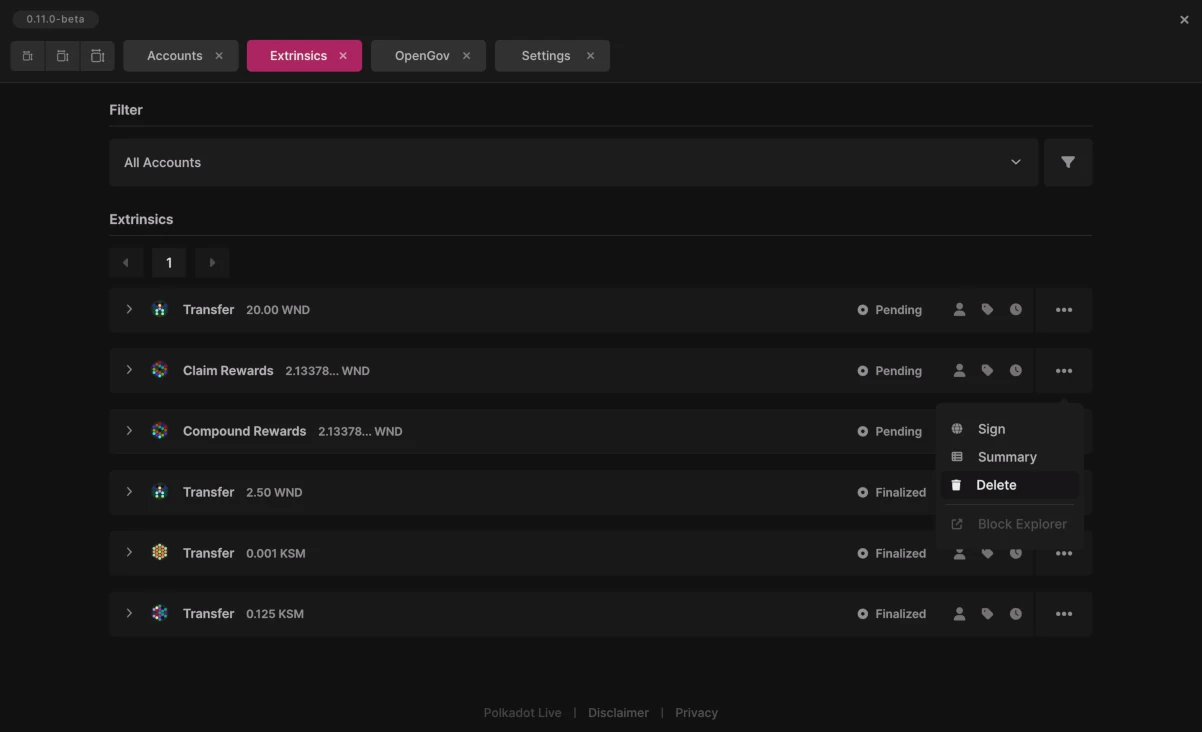 0.11.0-beta
Accounts Extrinsics OpenGov Settings
Filter
All Accounts
Extrinsics
1
Transfer 20.00 WND Pending
Claim Rewards 2.13378... WND Pending
Compound Rewards 2.13378... WND Pending
Sign
Summary
Delete
Block Explorer
Transfer 2.50 WND Finalized
Transfer 0.001 KSM Finalized
Transfer 0.125 KSM Finalized
Polkadot Live | Disclaimer | Privacy